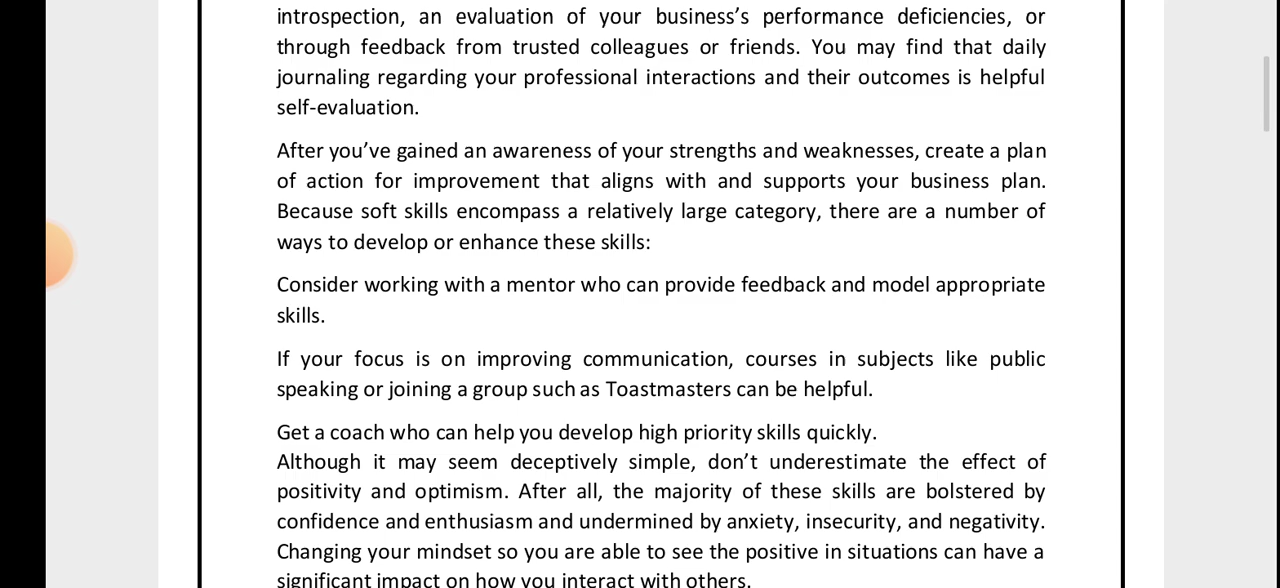 introspection, an evaluation of your business’s performance deficiencies, or
through feedback from trusted colleagues or friends. You may find that daily
journaling regarding your professional interactions and their outcomes is helpful
self-evaluation.
After you’ve gained an awareness of your strengths and weaknesses, create a plan
of action for improvement that aligns with and supports your business plan.
Because soft skills encompass a relatively large category, there are a number of
ways to develop or enhance these skills:
Consider working with a mentor who can provide feedback and model appropriate
skills.
If your focus is on improving communication, courses in subjects like public
speaking or joining a group such as Toastmasters can be helpful.
Get a coach who can help you develop high priority skills quickly.
Although it may seem deceptively simple, don’t underestimate the effect of
positivity and optimism. After all, the majority of these skills are bolstered by
confidence and enthusiasm and undermined by anxiety, insecurity, and negativity.
Changing your mindset so you are able to see the positive in situations can have a
significant impact on how you interact with others.